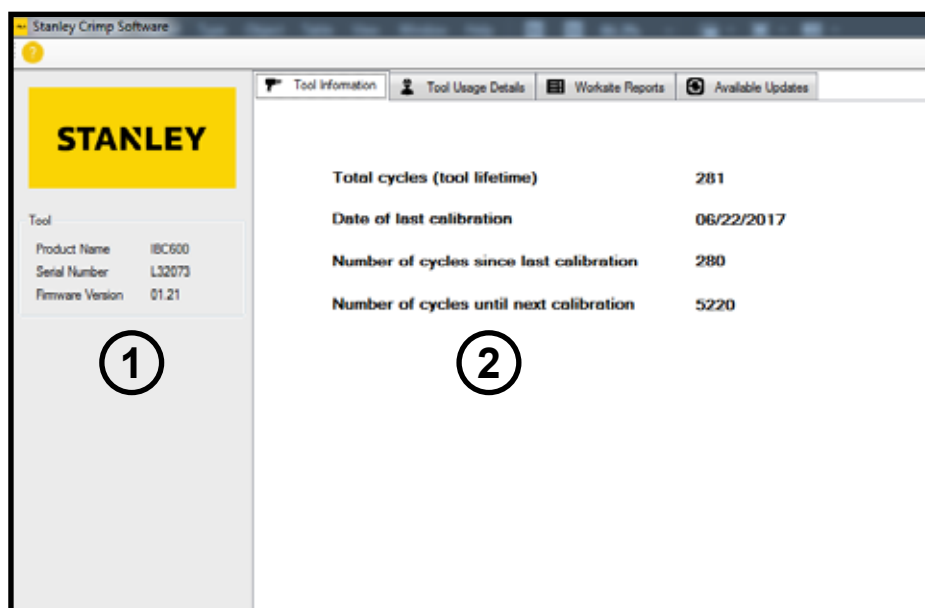 Stanley Crimp Software
?
Tool Information Tool Usage Details Worksite Reports Available Updates
STANLEY
Tool
Product Name IBC600
Serial Number L32073
Firmware Version 01.21
1
Total cycles (tool lifetime) 281
Date of last calibration 06/22/2017
Number of cycles since last calibration 280
Number of cycles until next calibration 5220
2